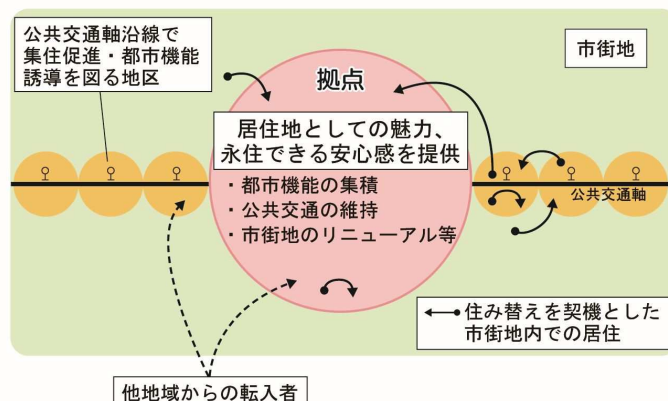 公共交通軸沿線で
集住促進・都市機能
誘導を図る地区
市街地
拠点
居住地としての魅力、
永住できる安心感を提供
・都市機能の集積
・公共交通の維持
・市街地のリニューアル等
公共交通軸
住み替えを契機とした
市街地内での居住
他地域からの転入者